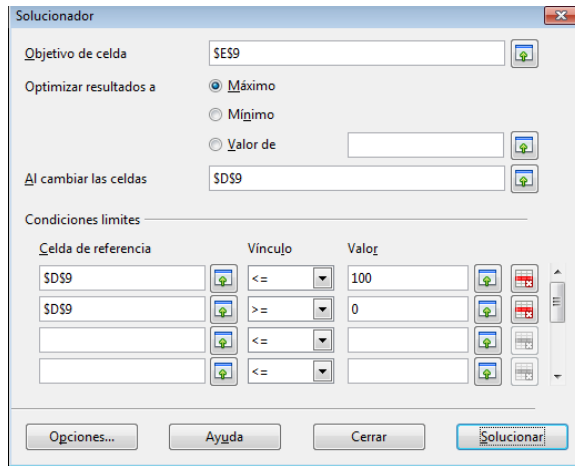 Solucionador
Objetivo de celda $E$9
Optimizar resultados a Máximo
Mínimo
Valor de
Al cambiar las celdas $D$9
Condiciones limites
Celda de referencia Vínculo Valor
$D$9 <= 100
$D$9 >= 0
<=
<=
Opciones... Ayuda Cerrar Solucionar